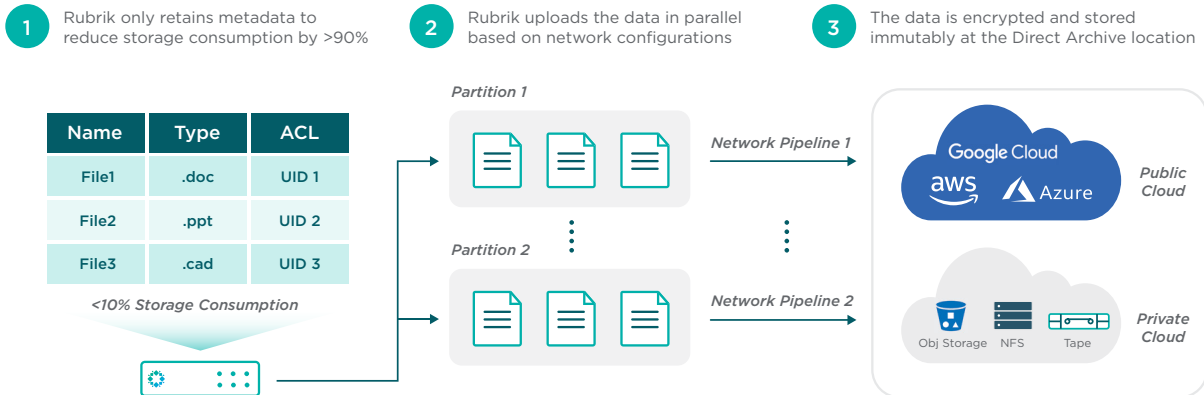 1
Rubrik only retains metadata to
reduce storage consumption by >90%
2
Rubrik uploads the data in parallel
based on network configurations
3
The data is encrypted and stored
immutably at the Direct Archive location
Name Type ACL
File1 .doc UID 1
File2 .ppt UID 2
File3 .cad UID 3
<10% Storage Consumption
Partition 1
Network Pipeline 1
Partition 2
Network Pipeline 2
Google Cloud
aws Azure
Public
Cloud
Obj Storage NFS Tape
Private
Cloud